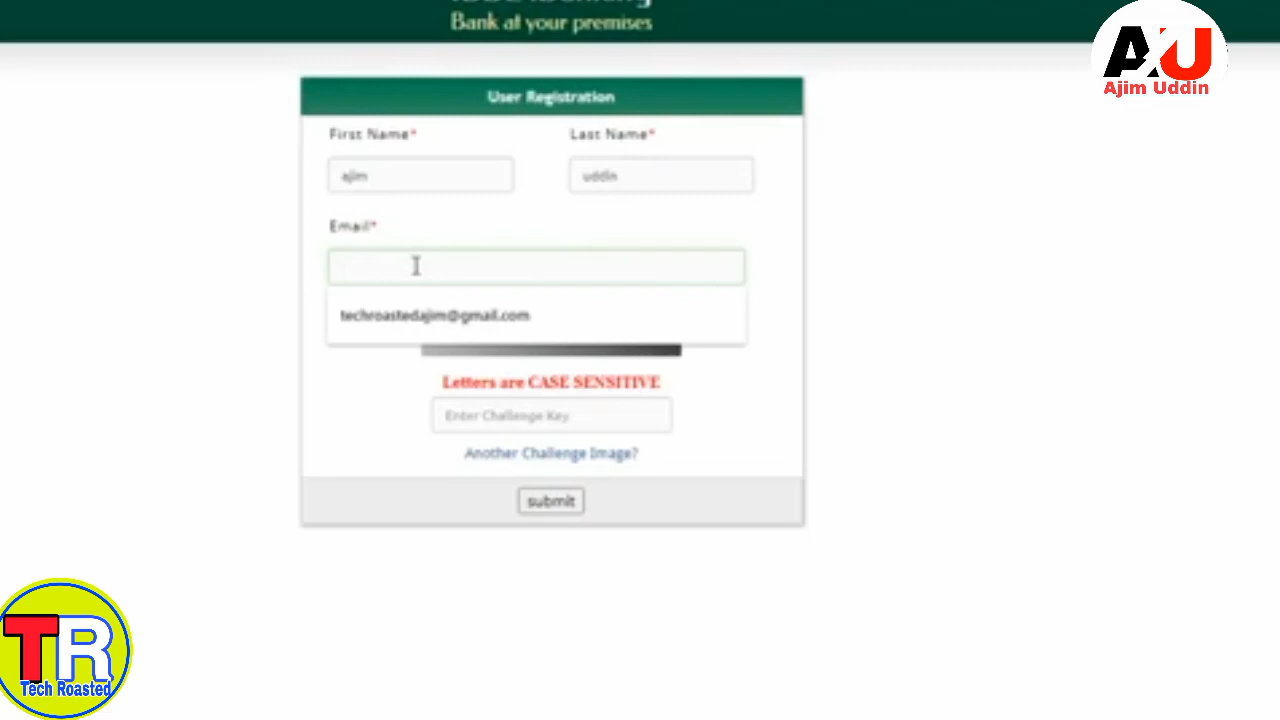 Bank at your premises
AU
Ajim Uddin
User Registration
First Name*
Last Name*
ajim
uddin
Email*
techroastedajim@gmail.com
Letters are CASE SENSITIVE
Enter Challenge Key
Another Challenge Image?
submit
TR
Tech Roasted